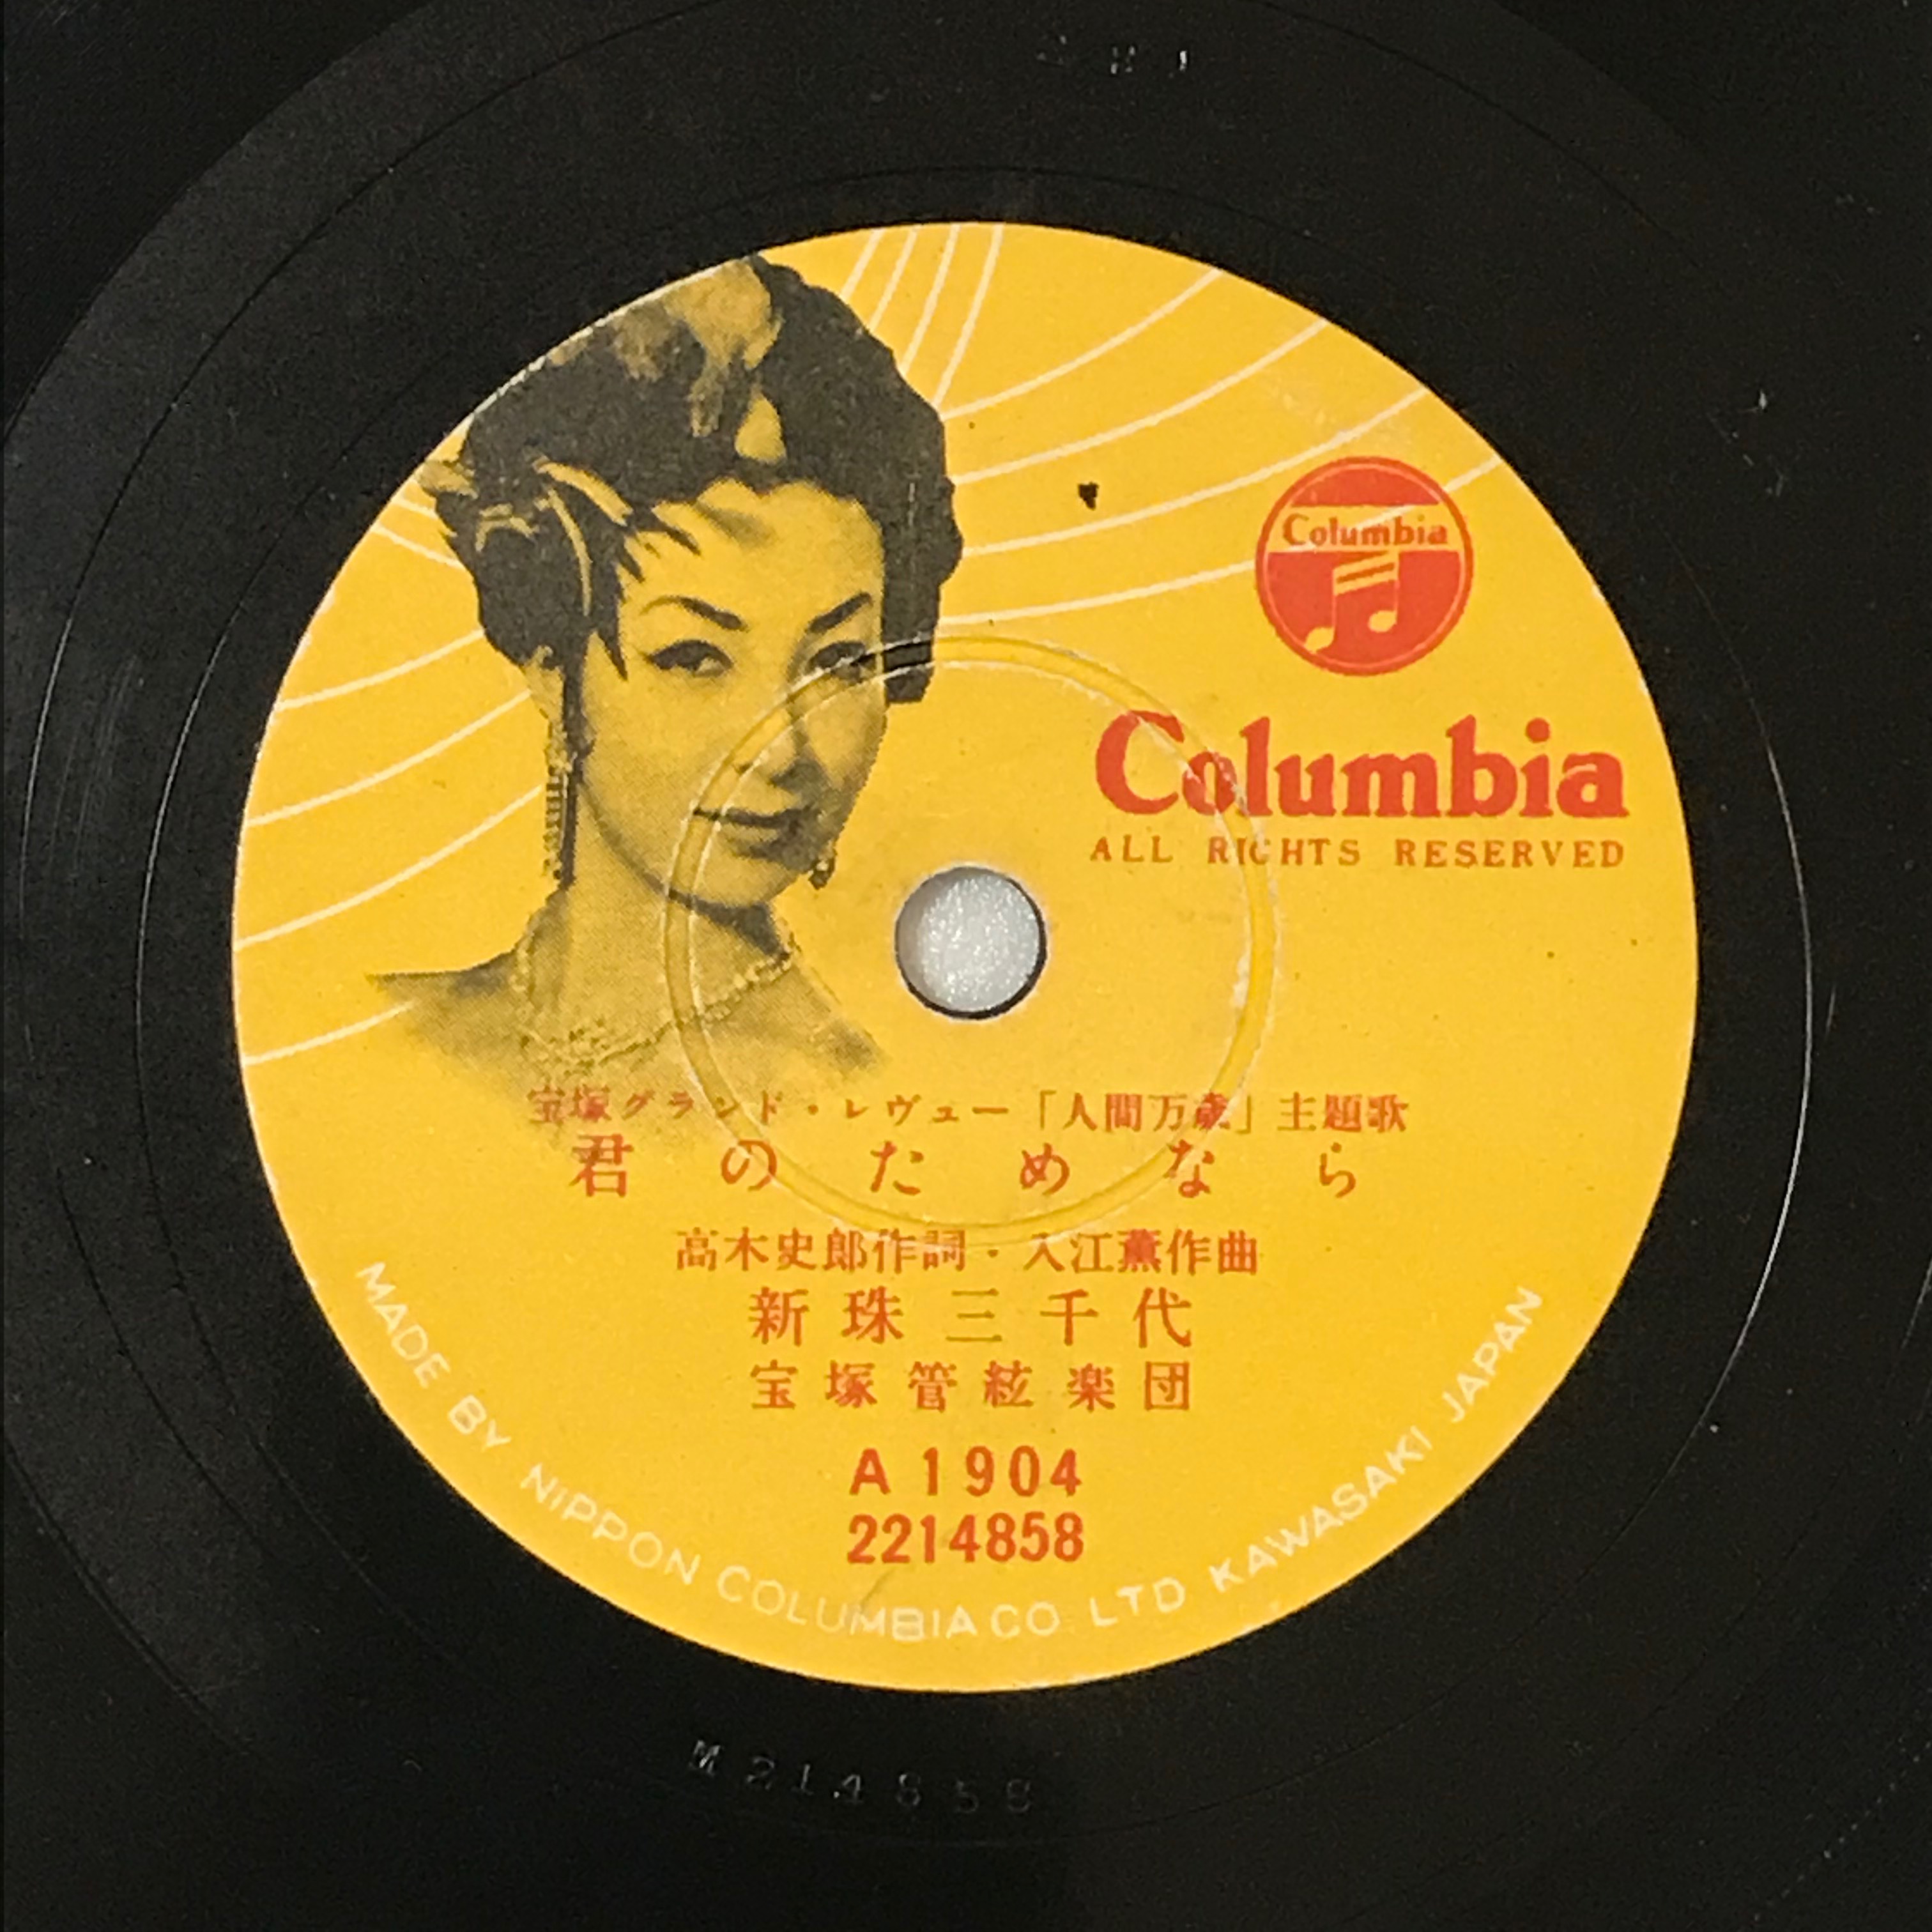 Columbia
Columbia
ALL RIGHTS RESERVED
宝塚グランド・レヴュー「人間万歳」主題歌
君のためなら
高木史郎作詞・入江薫作曲
新珠三千代
宝塚管絃楽団
A1904
2214858
MADE BY NIPPON COLUMBIA CO LTD KAWASAKI JAPAN
M214858